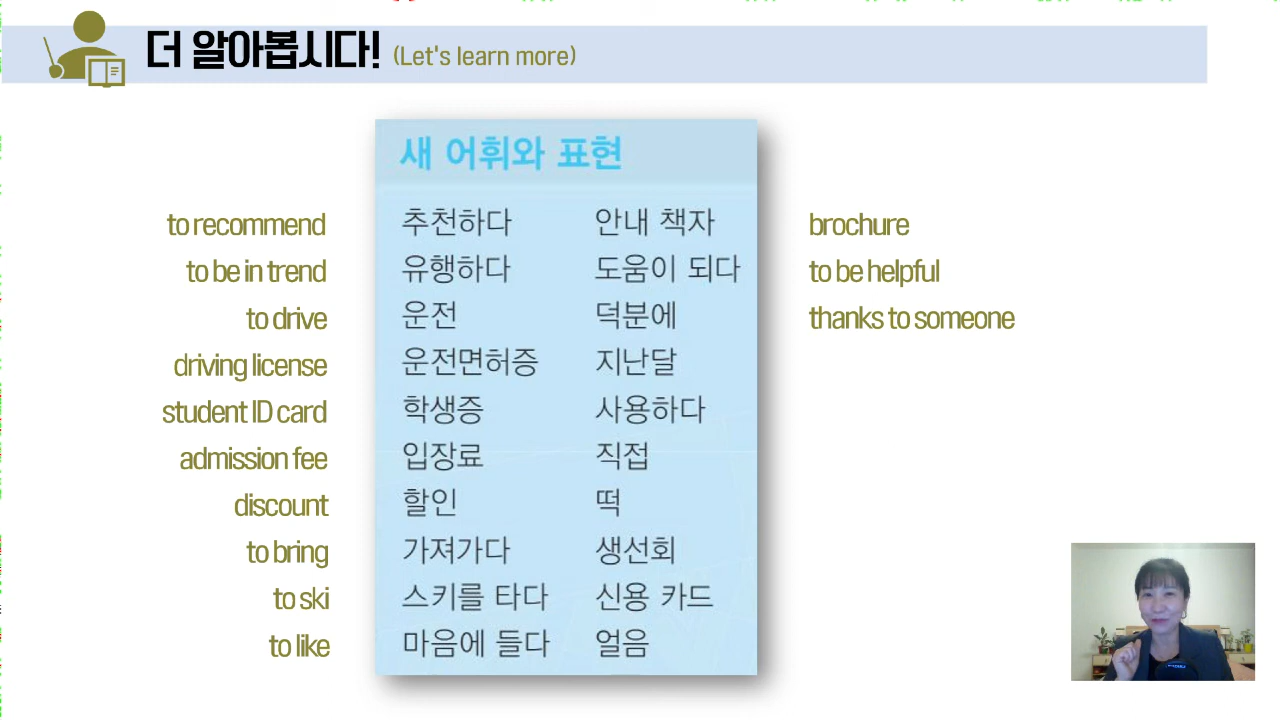 더 알아봅시다! (Let's learn more)
새 어휘와 표현
to recommend 추천하다 안내 책자 brochure
to be in trend 유행하다 도움이 되다 to be helpful
to drive 운전 덕분에 thanks to someone
driving license 운전면허증 지난달
student ID card 학생증 사용하다
admission fee 입장료 직접
discount 할인 떡
to bring 가져가다 생선회
to ski 스키를 타다 신용 카드
to like 마음에 들다 얼음